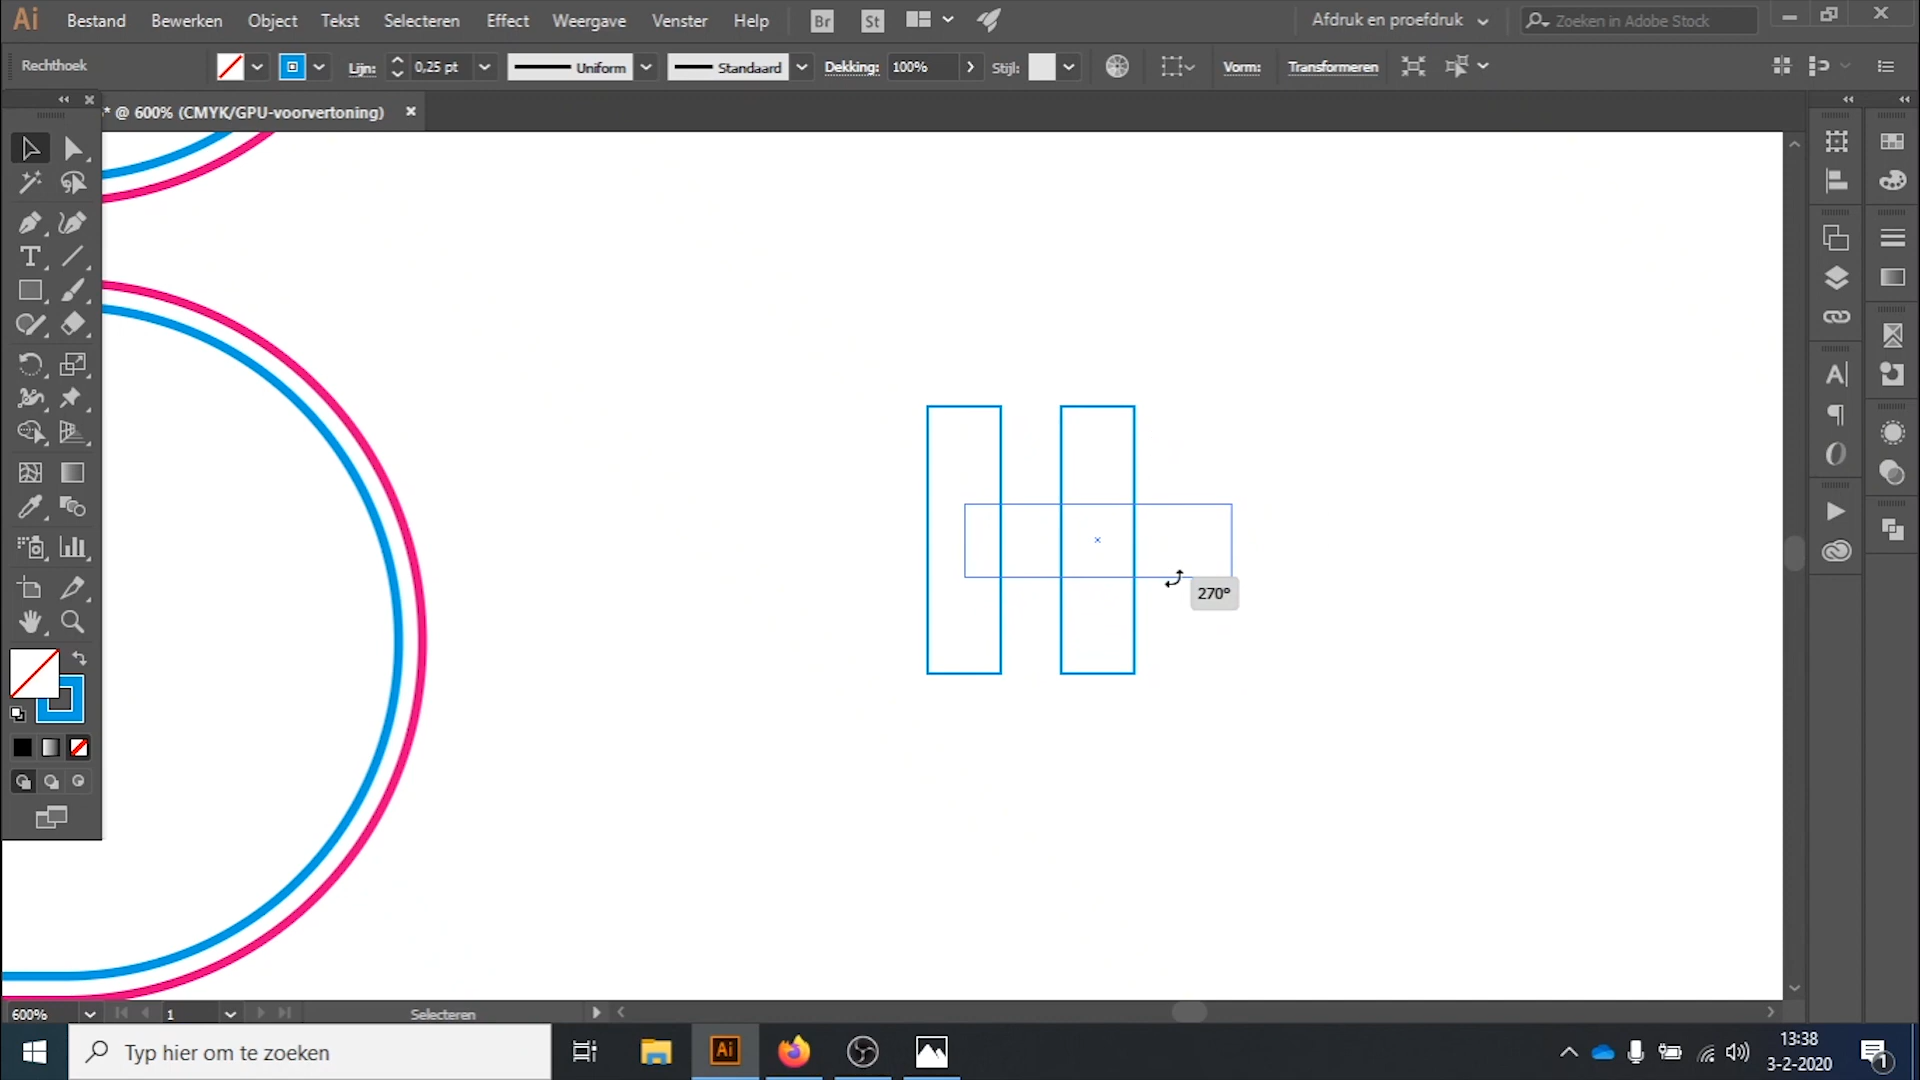 Ai Bestand Bewerken Object Tekst Selecteren Effect Weergave Venster Help Br St Afdruk en proefdruk Zoeken in Adobe Stock
Rechthoek Lijn: 0,25 pt Uniform Standaard Dekking: 100% Stijl: Vorm: Transformeren
* @ 600% (CMYK/GPU-voorvertoning)
270°
600% 1 Selecteren
Typ hier om te zoeken
Ai
13:38
3-2-2020
1